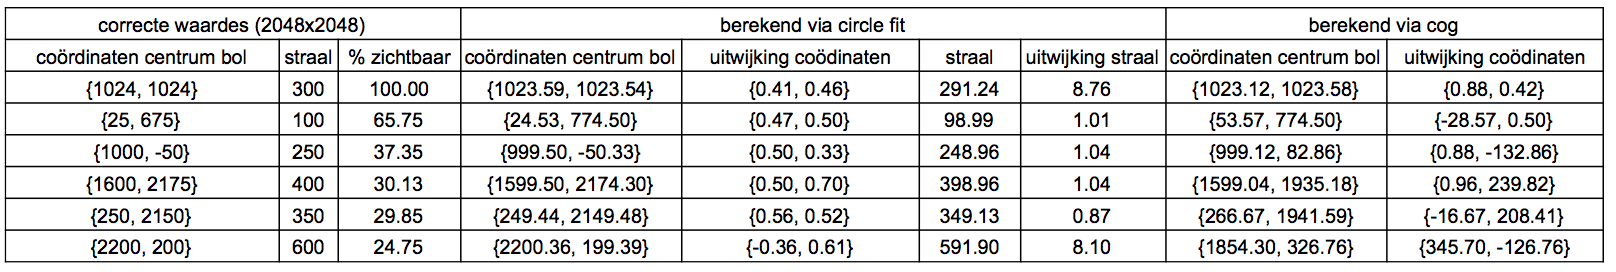 correcte waardes (2048x2048) berekend via circle fit berekend via cog
coördinaten centrum bol straal % zichtbaar coördinaten centrum bol uitwijking coödinaten straal uitwijking straal coördinaten centrum bol uitwijking coödinaten
{1024, 1024} 300 100.00 {1023.59, 1023.54} {0.41, 0.46} 291.24 8.76 {1023.12, 1023.58} {0.88, 0.42}
{25, 675} 100 65.75 {24.53, 774.50} {0.47, 0.50} 98.99 1.01 {53.57, 774.50} {-28.57, 0.50}
{1000, -50} 250 37.35 {999.50, -50.33} {0.50, 0.33} 248.96 1.04 {999.12, 82.86} {0.88, -132.86}
{1600, 2175} 400 30.13 {1599.50, 2174.30} {0.50, 0.70} 398.96 1.04 {1599.04, 1935.18} {0.96, 239.82}
{250, 2150} 350 29.85 {249.44, 2149.48} {0.56, 0.52} 349.13 0.87 {266.67, 1941.59} {-16.67, 208.41}
{2200, 200} 600 24.75 {2200.36, 199.39} {-0.36, 0.61} 591.90 8.10 {1854.30, 326.76} {345.70, -126.76}